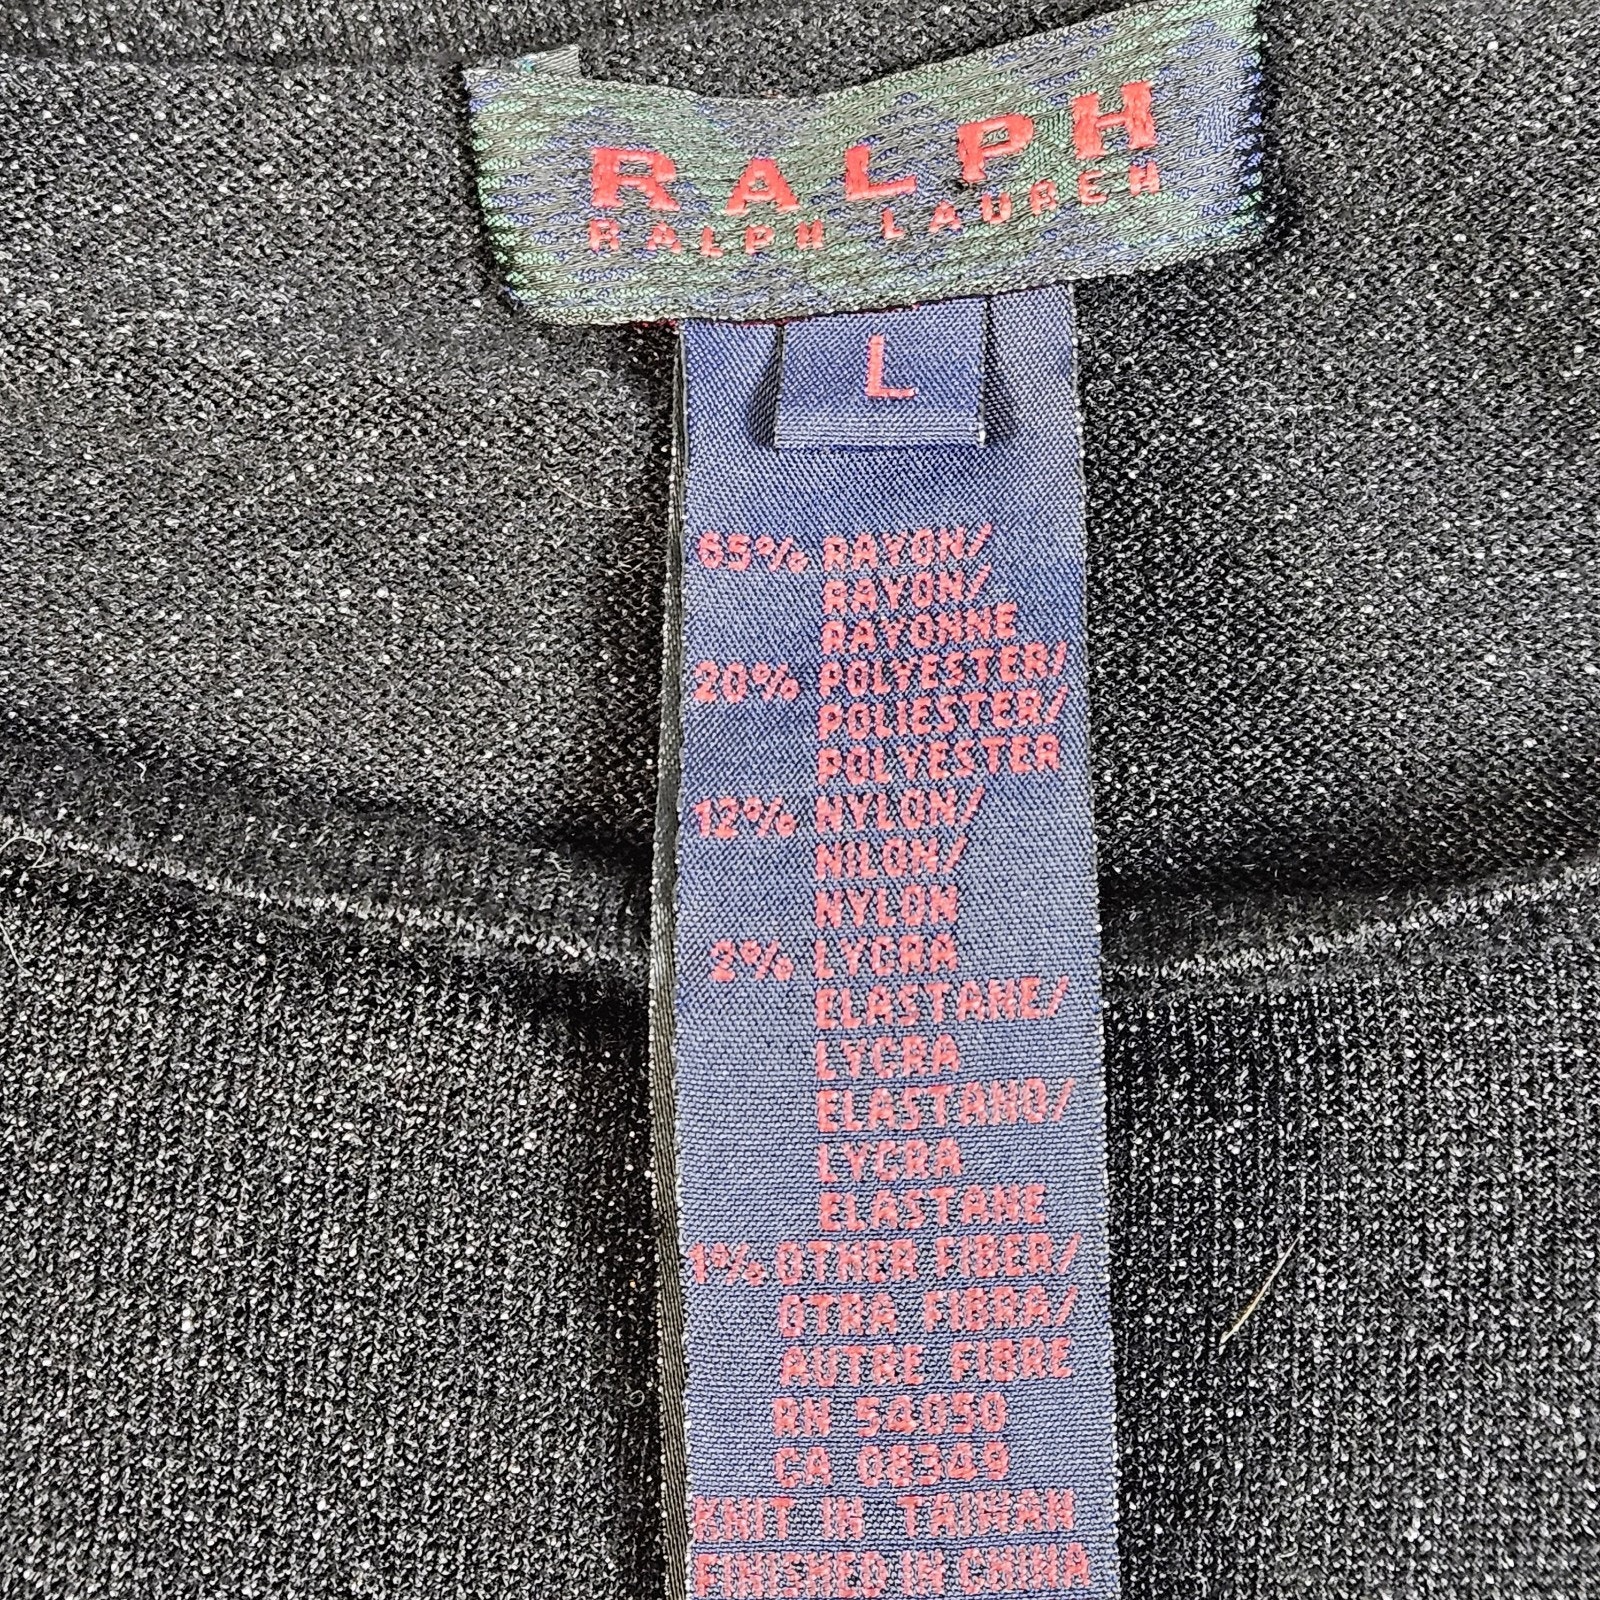 RALPH
RALPH LAUREN
L
65% RAYON/
RAYON/
RAYONNE
20% POLYESTER/
POLIESTER/
POLYESTER
12% NYLON/
NILON/
NYLON
2% LYCRA
ELASTANE/
LYCRA
ELASTANO/
LYCRA
ELASTANE
1% OTHER FIBER/
OTRA FIBRA/
AUTRE FIBRE
RN 54050
CA 08349
KNIT IN TAIWAN
FINISHED IN CHINA